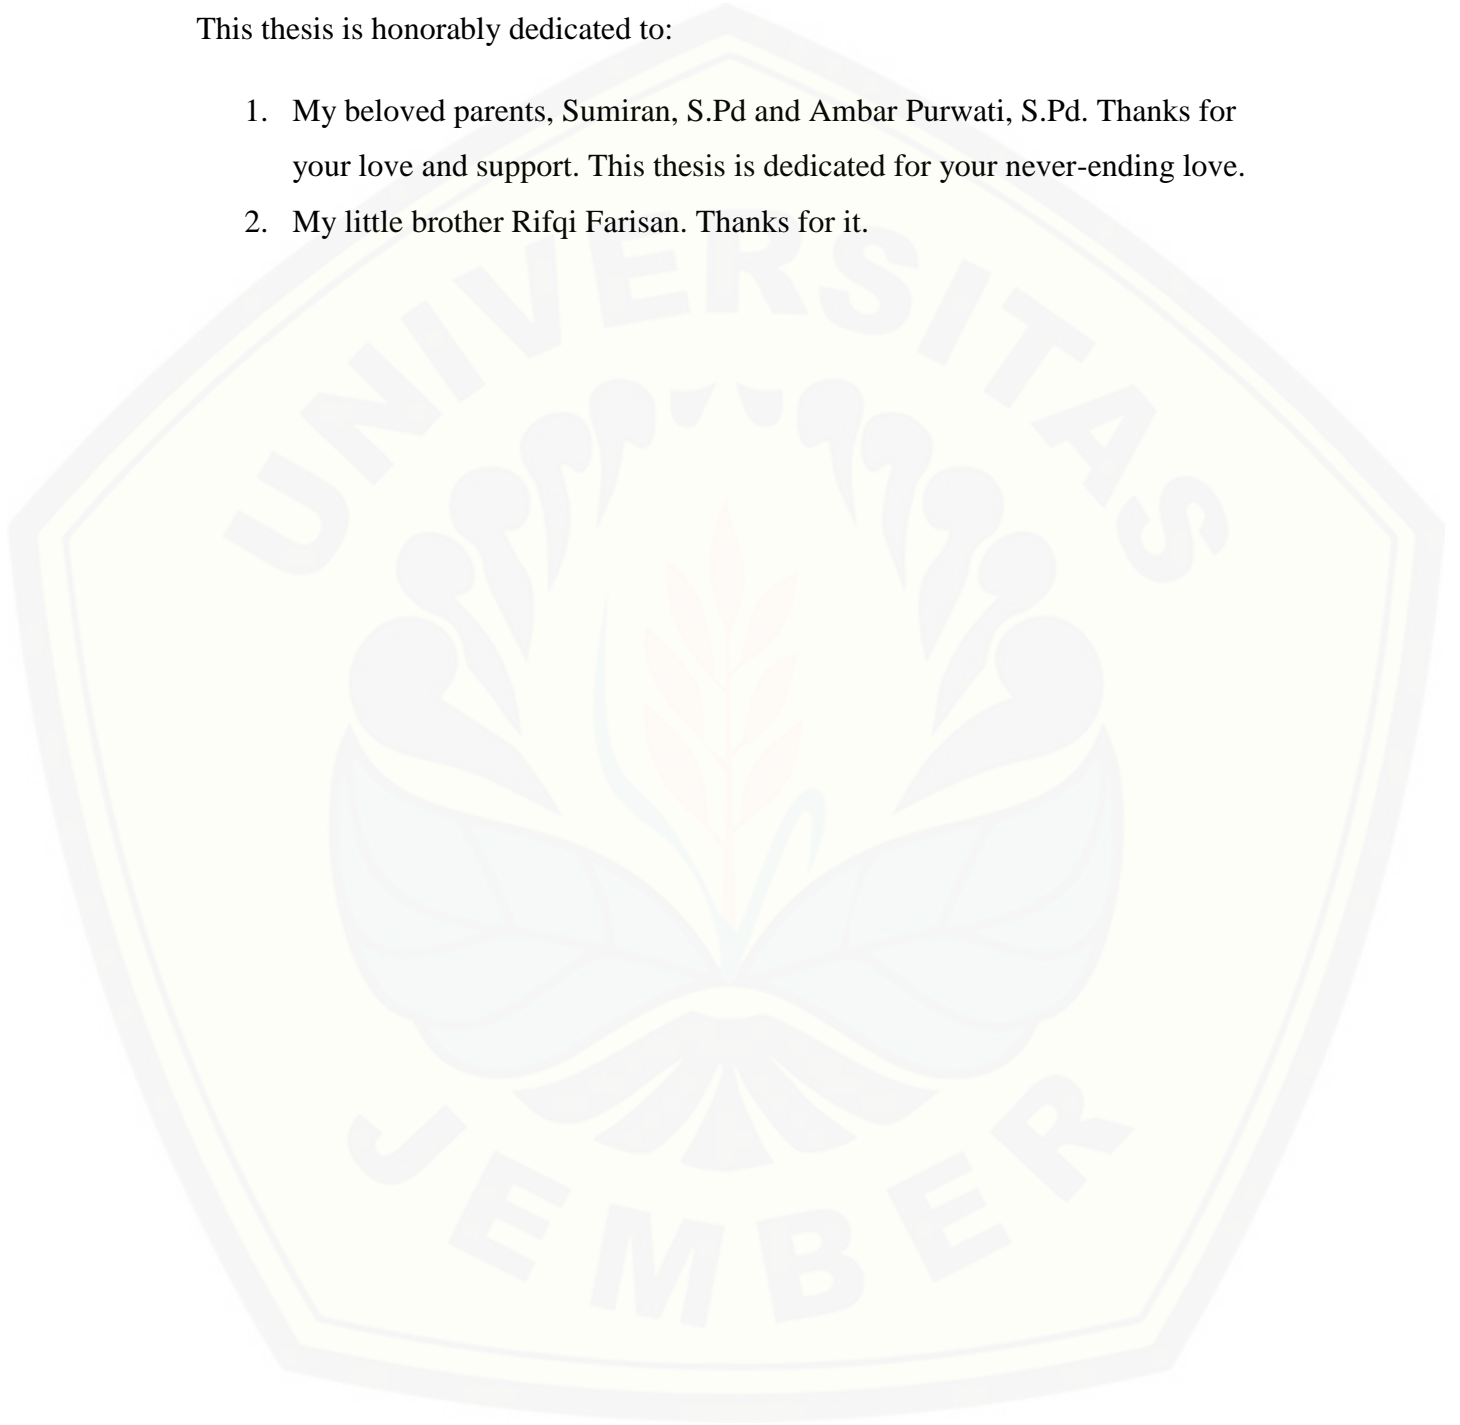 This thesis is honorably dedicated to:
1. My beloved parents, Sumiran, S.Pd and Ambar Purwati, S.Pd. Thanks for
your love and support. This thesis is dedicated for your never-ending love.
2. My little brother Rifqi Farisan. Thanks for it.
UNIVERSITAS
JEMBER